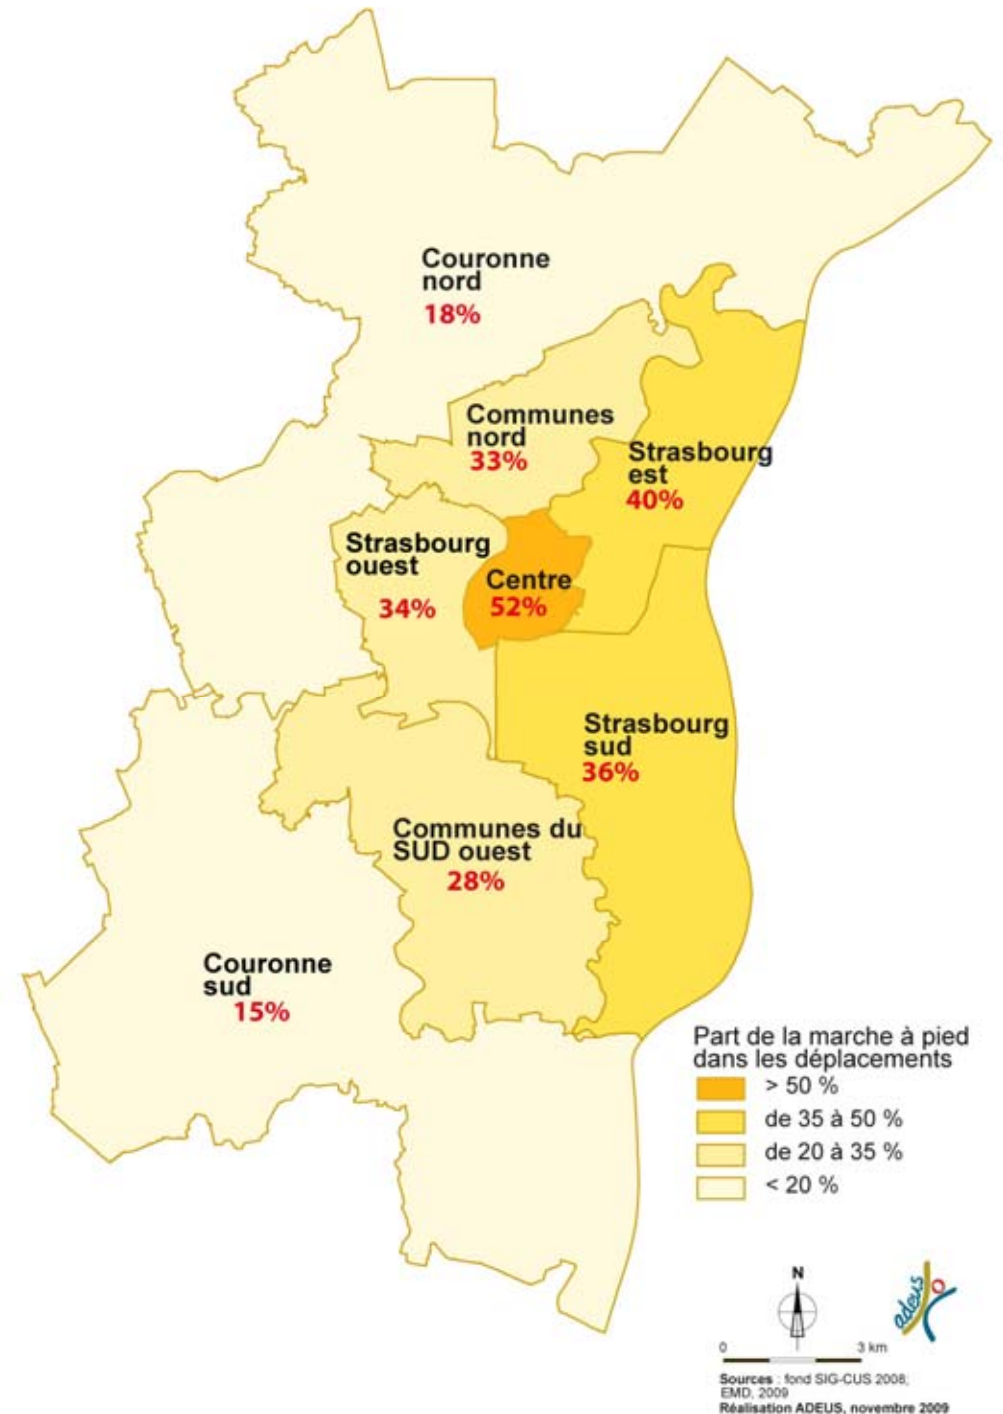 Couronne
nord
18%
Communes
nord
33%
Strasbourg
est
40%
Strasbourg
ouest
34%
Centre
52%
Strasbourg
sud
36%
Communes du
SUD ouest
28%
Couronne
sud
15%
Part de la marche à pied
dans les déplacements
> 50 %
de 35 à 50 %
de 20 à 35 %
< 20 %
N
adeus
0 3 km
Sources : fond SIG-CUS 2008;
EMD, 2009
Réalisation ADEUS, novembre 2009